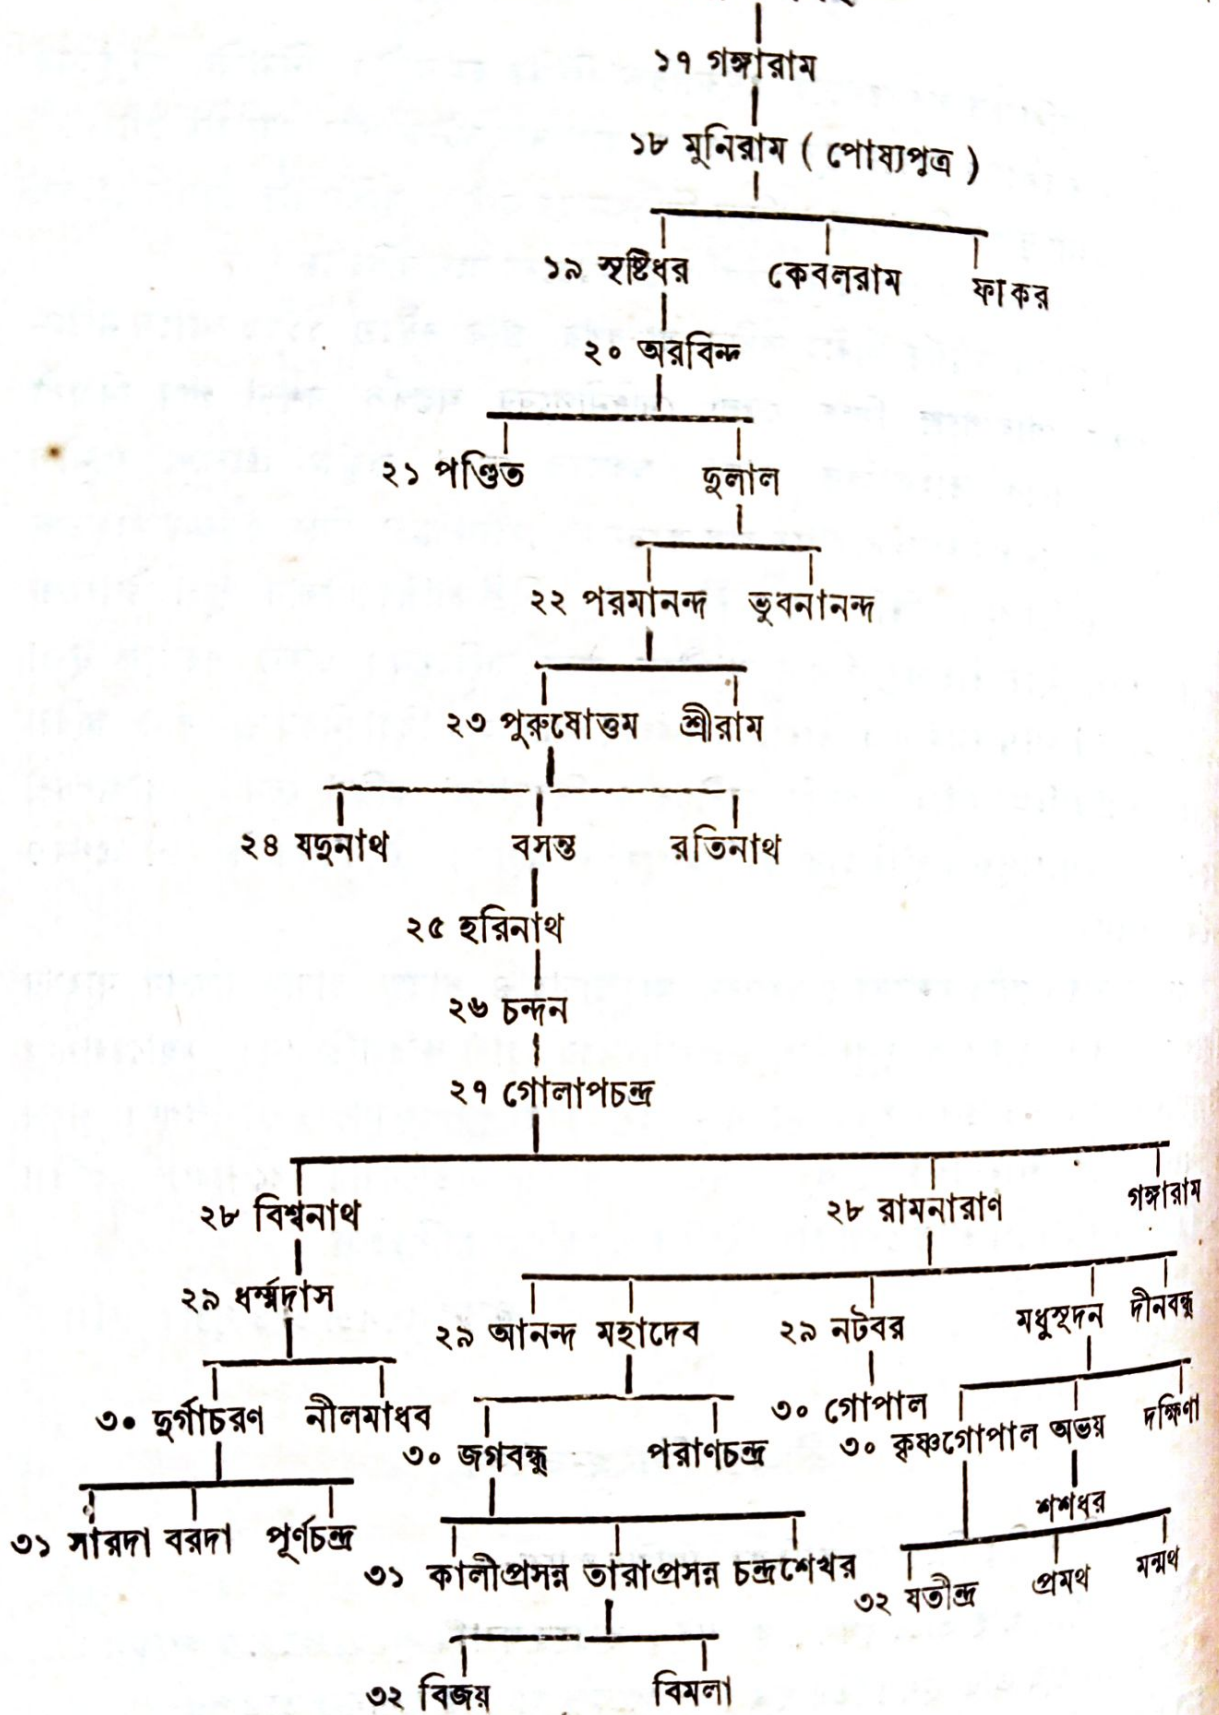 ১৭ গঙ্গারাম
১৮ মুনিরাম ( পোষ্যপুত্র )
১৯ সৃষ্টিধর কেবলরাম ফাকর
২০ অরবিন্দ
২১ পণ্ডিত দুলাল
২২ পরমানন্দ ভুবনানন্দ
২৩ পুরুষোত্তম শ্রীরাম
২৪ যদুনাথ বসন্ত রতিনাথ
২৫ হরিনাথ
২৬ চন্দন
২৭ গোলাপচন্দ্র
২৮ বিশ্বনাথ ২৮ রামনারাণ গঙ্গারাম
২৯ ধর্ম্মদাস
২৯ আনন্দ মহাদেব ২৯ নটবর মধুসূদন দীনবন্ধু
৩০ দুর্গাচরণ নীলমাধব ৩০ গোপাল
৩০ জগবন্ধু পরাণচন্দ্র ৩০ কৃষ্ণগোপাল অভয় দক্ষিণা
শশধর
৩১ সারদা বরদা পূর্ণচন্দ্র
৩১ কালীপ্রসন্ন তারাপ্রসন্ন চন্দ্রশেখর
৩২ যতীন্দ্র প্রমথ মন্মথ
৩২ বিজয় বিমলা